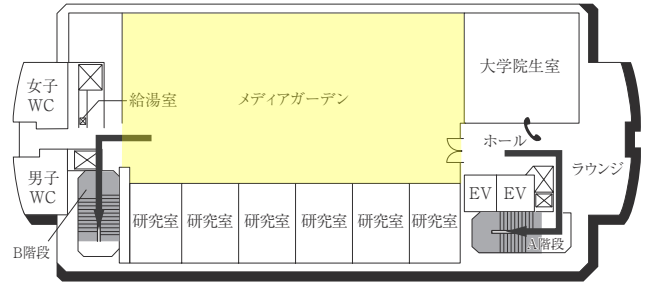 女子
WC
給湯室
メディアガーデン
大学院生室
ホール
ラウンジ
男子
WC
EV
EV
研究室
研究室
研究室
研究室
研究室
研究室
B階段
A階段